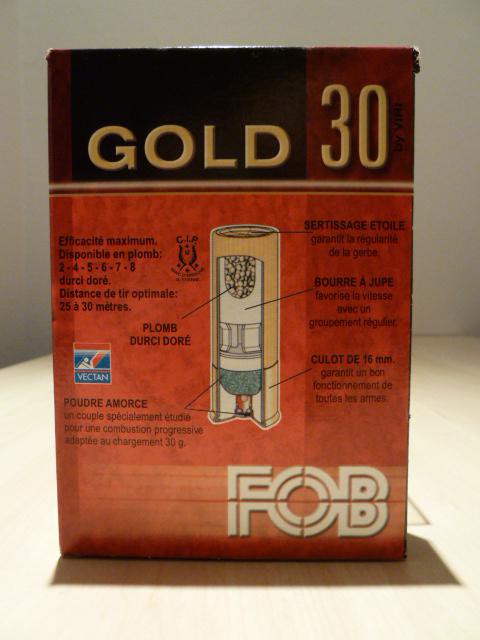 GOLD 30
by VIRI
Efficacité maximum.
Disponible en plomb:
2 - 4 - 5 - 6 - 7 - 8
durci doré.
Distance de tir optimale:
25 à 30 mètres.
C.I.P.
SERTISSAGE ETOILE
garantit la régularité
de la gerbe.
BOURRE À JUPE
favorise la vitesse
avec un
groupement régulier.
PLOMB
DURCI DORÉ
CULOT DE 16 mm.
garantit un bon
fonctionnement de
toutes les armes.
VECTAN
POUDRE AMORCE
un couple spécialement étudié
pour une combustion progressive
adaptée au chargement 30 g.
FOB